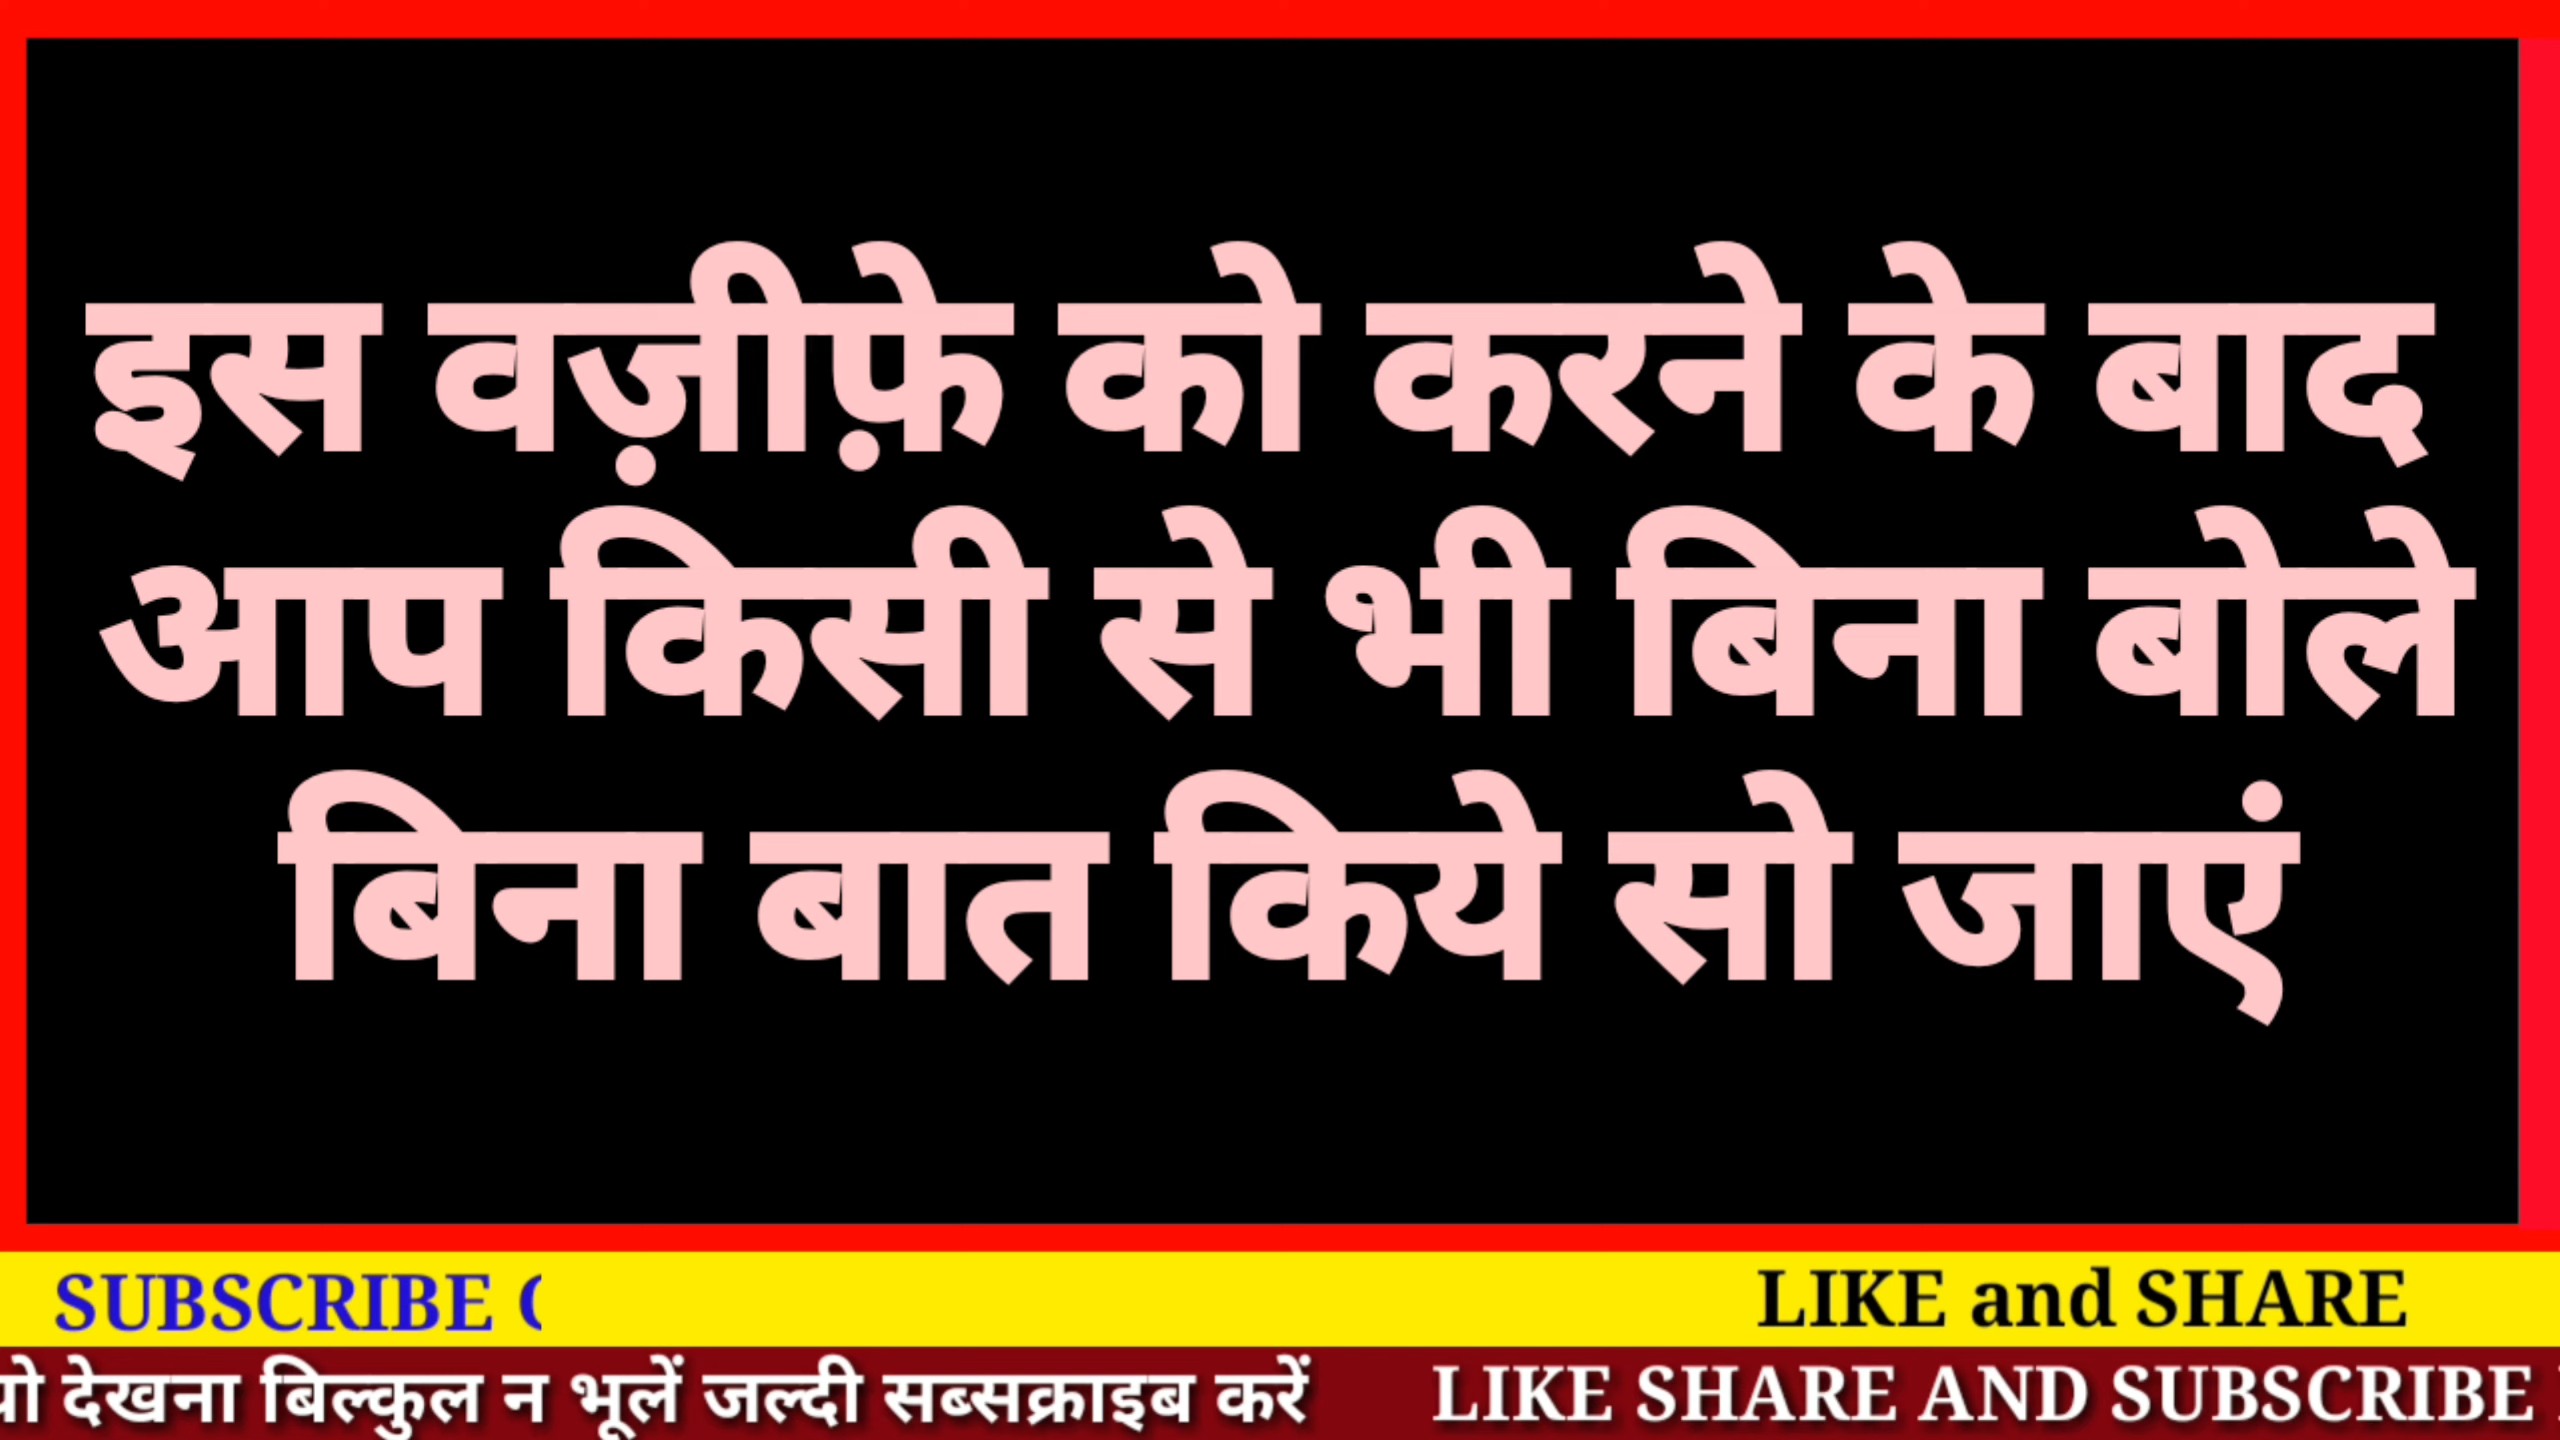 इस वज़ीफ़े को करने के बाद
आप किसी से भी बिना बोले
बिना बात किये सो जाएं
SUBSCRIBE
LIKE and SHARE
देखना बिल्कुल न भूलें जल्दी सब्सक्राइब करें LIKE SHARE AND SUBSCRIBE